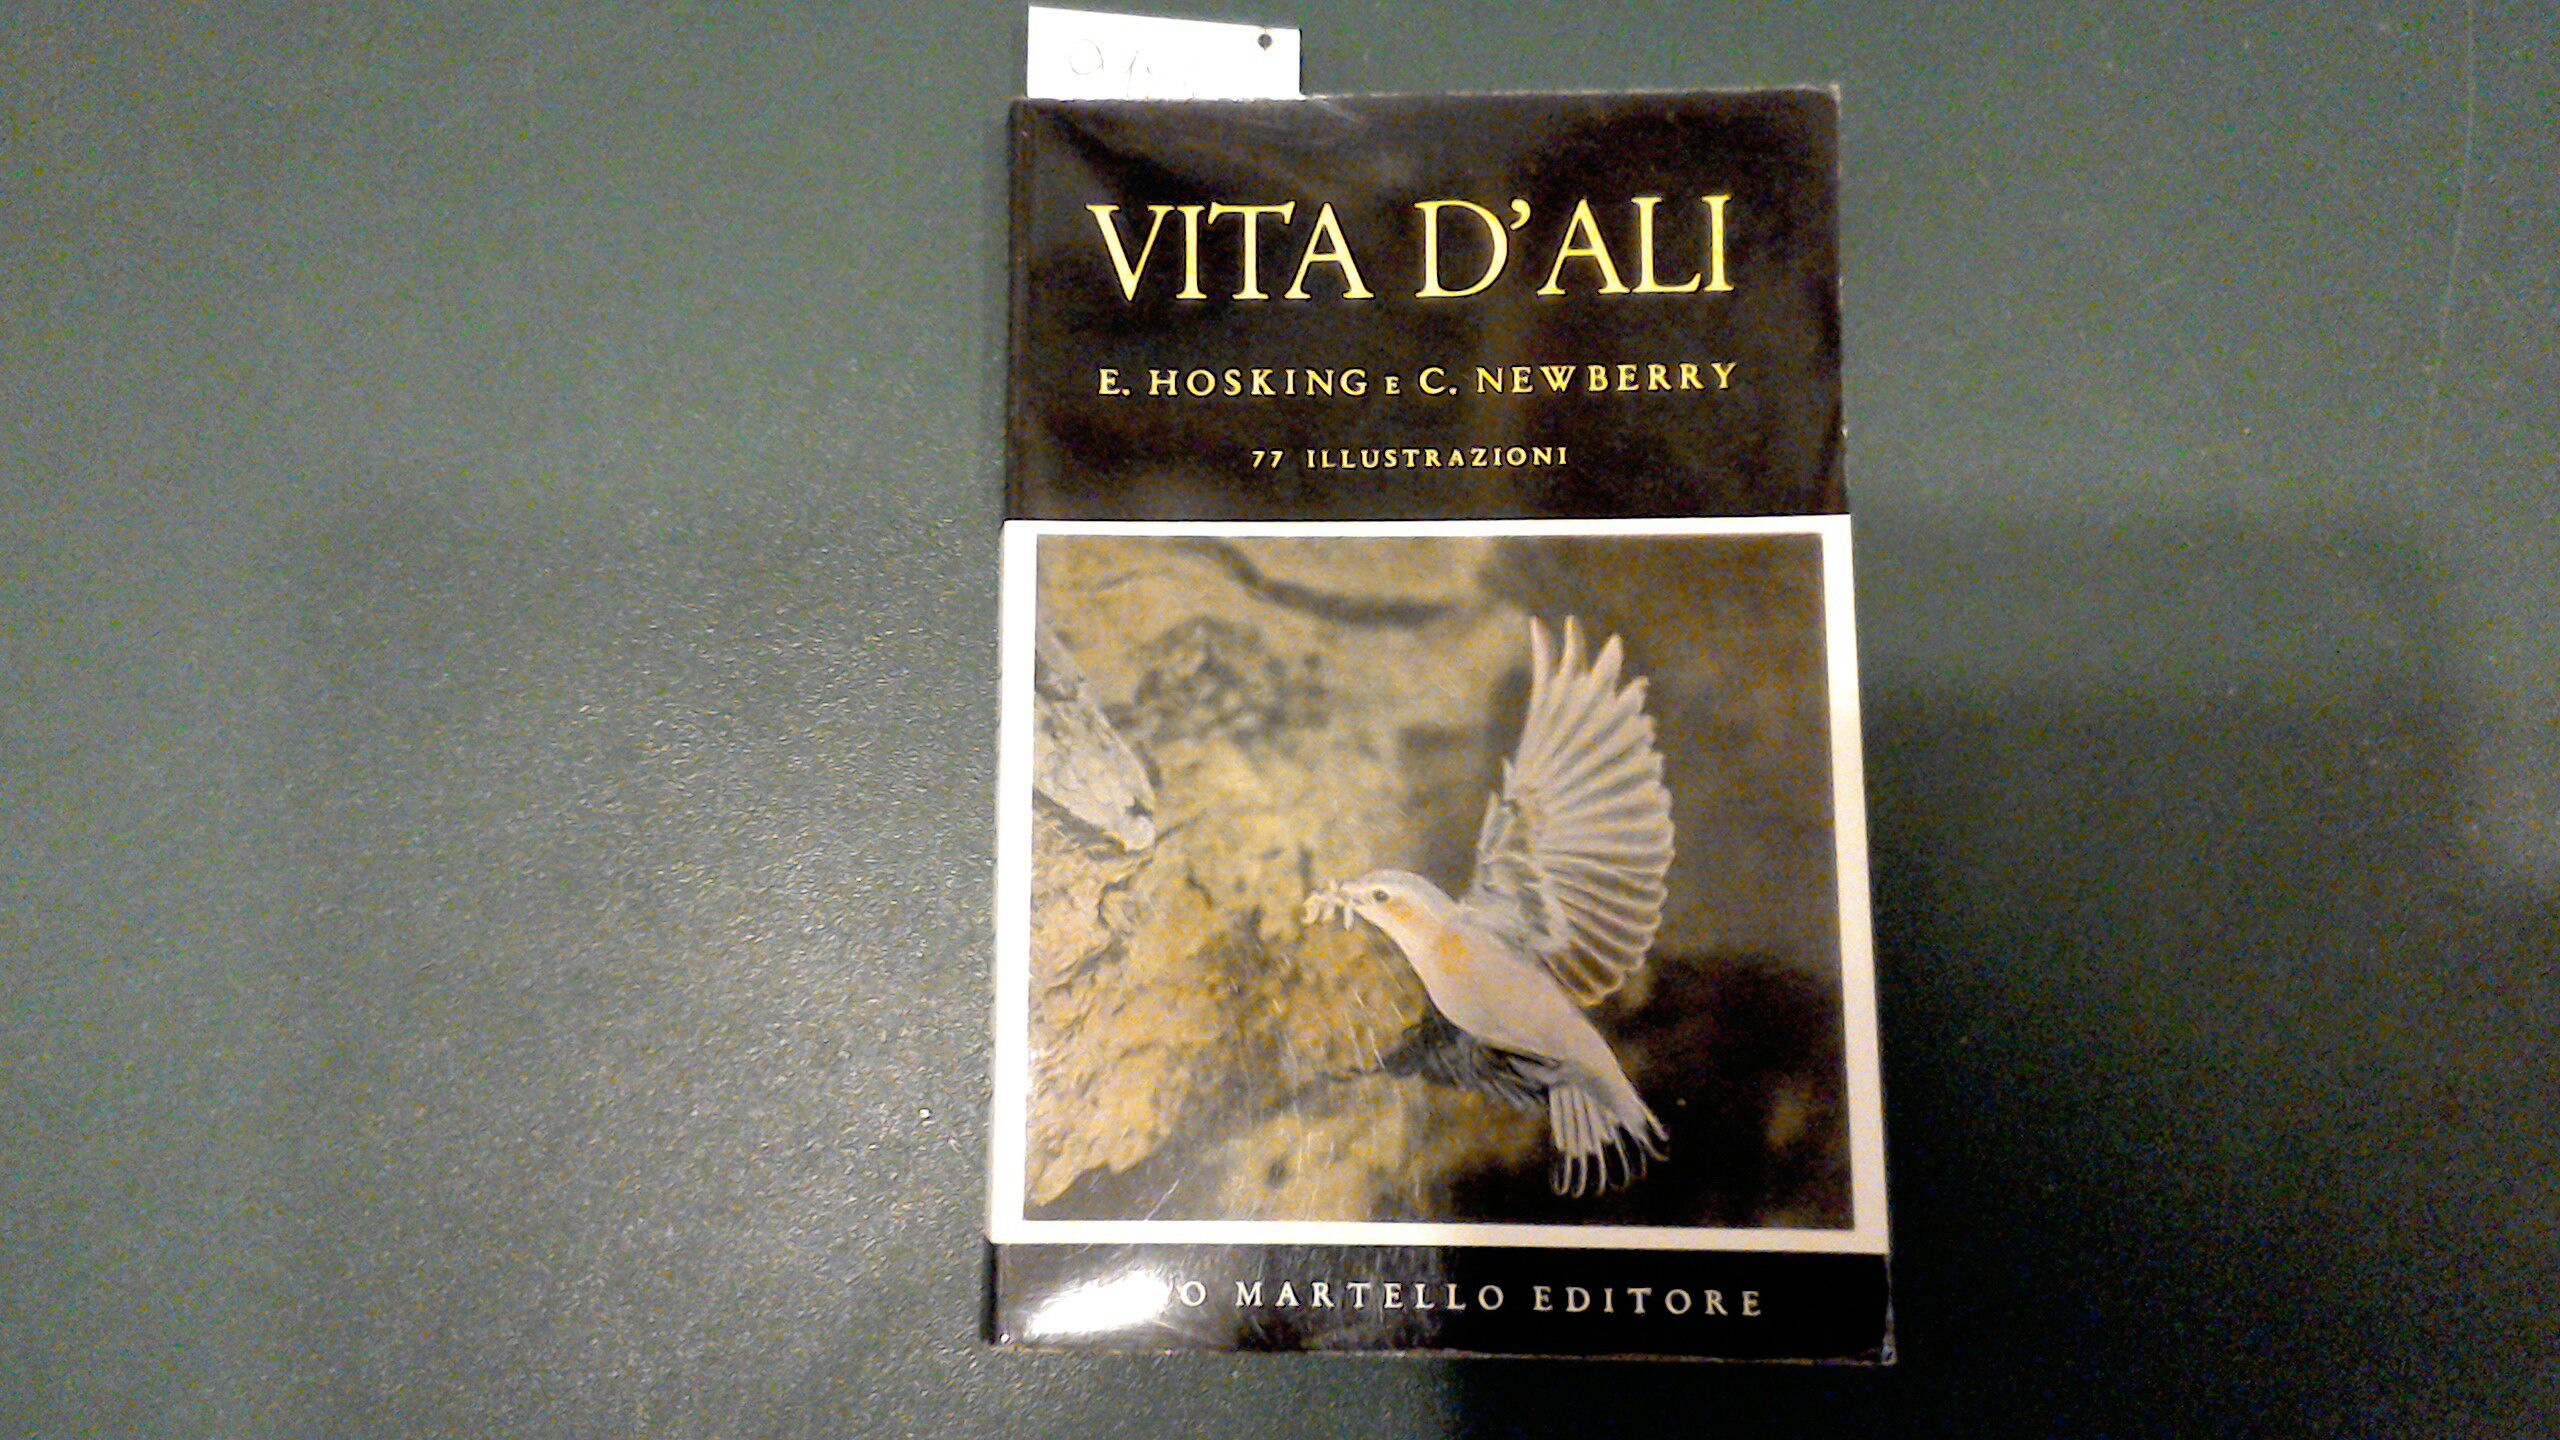 VITA D'ALI
E. HOSKING E C. NEWBERRY
77 ILLUSTRAZIONI
MARTELLO EDITORE